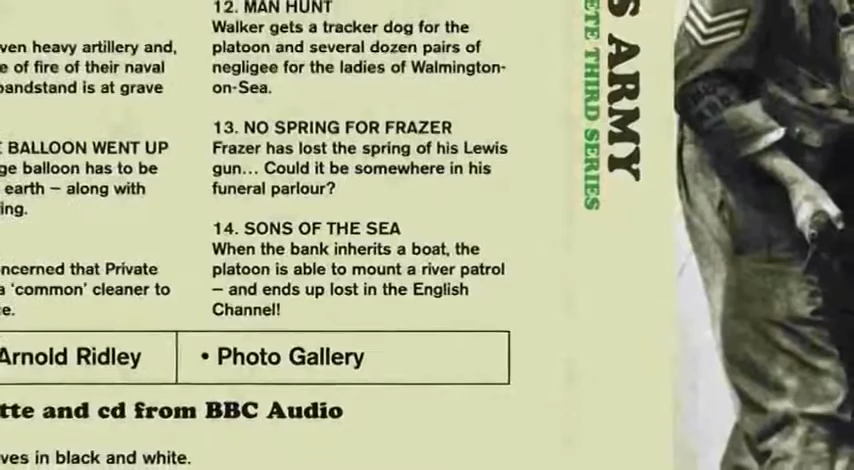 ven heavy artillery and,
e of fire of their naval
bandstand is at grave
BALLOON WENT UP
ge balloon has to be
earth – along with
ing.
ncerned that Private
a 'common' cleaner to
e.
12. MAN HUNT
Walker gets a tracker dog for the
platoon and several dozen pairs of
negligee for the ladies of Walmington-
on-Sea.
13. NO SPRING FOR FRAZER
Frazer has lost the spring of his Lewis
gun... Could it be somewhere in his
funeral parlour?
14. SONS OF THE SEA
When the bank inherits a boat, the
platoon is able to mount a river patrol
– and ends up lost in the English
Channel!
Arnold Ridley
• Photo Gallery
tte and cd from BBC Audio
ves in black and white.
S ARMY
ETE THIRD SERIES